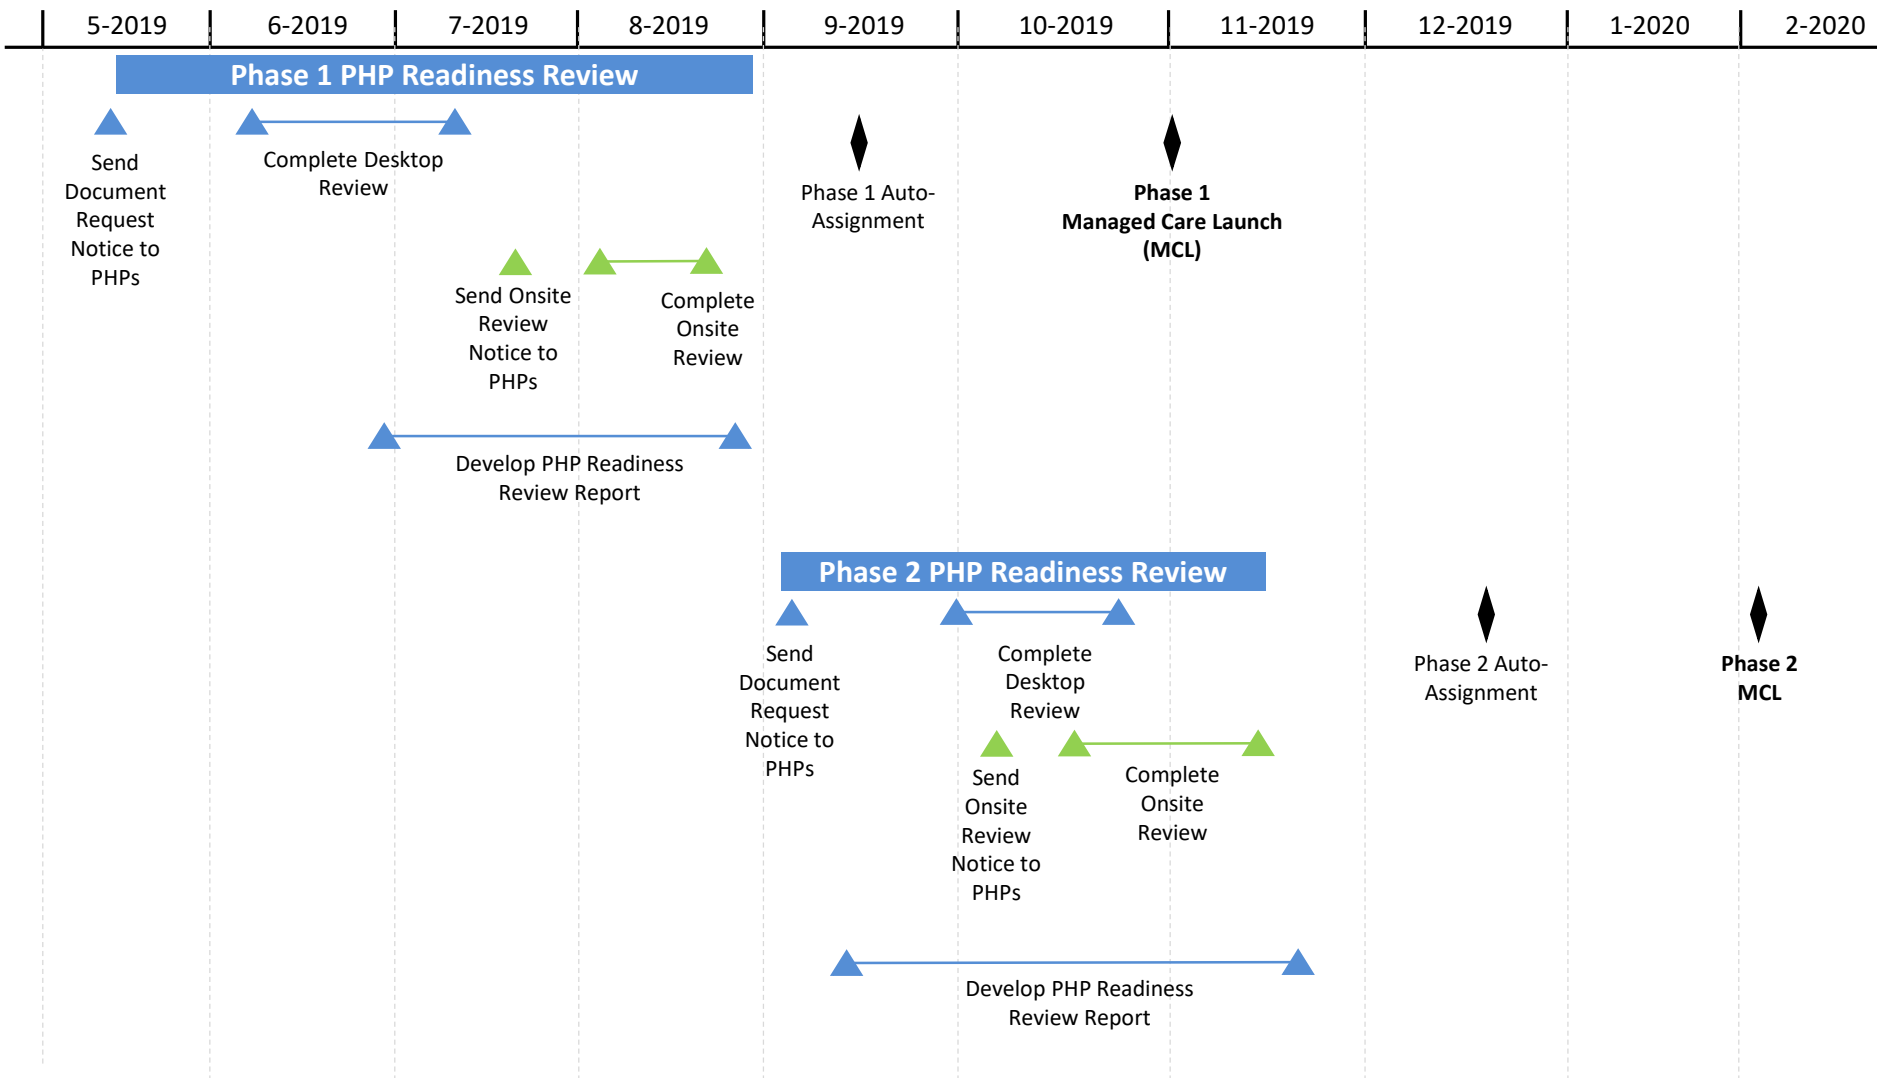 5-2019 6-2019 7-2019 8-2019 9-2019 10-2019 11-2019 12-2019 1-2020 2-2020
Phase 1 PHP Readiness Review
Send
Document
Request
Notice to
PHPs
Complete Desktop
Review
Phase 1 Auto-
Assignment
Phase 1
Managed Care Launch
(MCL)
Send Onsite
Review
Notice to
PHPs
Complete
Onsite
Review
Develop PHP Readiness
Review Report
Phase 2 PHP Readiness Review
Send
Document
Request
Notice to
PHPs
Complete
Desktop
Review
Phase 2 Auto-
Assignment
Phase 2
MCL
Send
Onsite
Review
Notice to
PHPs
Complete
Onsite
Review
Develop PHP Readiness
Review Report